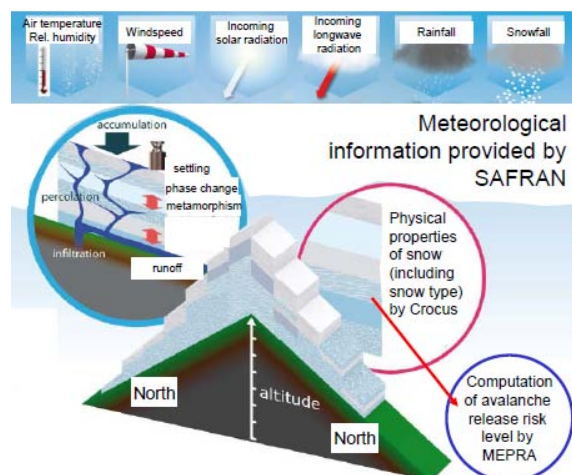 Air temperature
Rel. humidity
Windspeed
Incoming
solar radiation
Incoming
longwave
radiation
Rainfall
Snowfall
Meteorological
information provided by
SAFRAN
accumulation
settling
percolation
phase change
metamorphism
infiltration
runoff
Physical
properties
of snow
(including
snow type)
by Crocus
North
altitude
North
Computation
of avalanche
release risk
level by
MEPRA